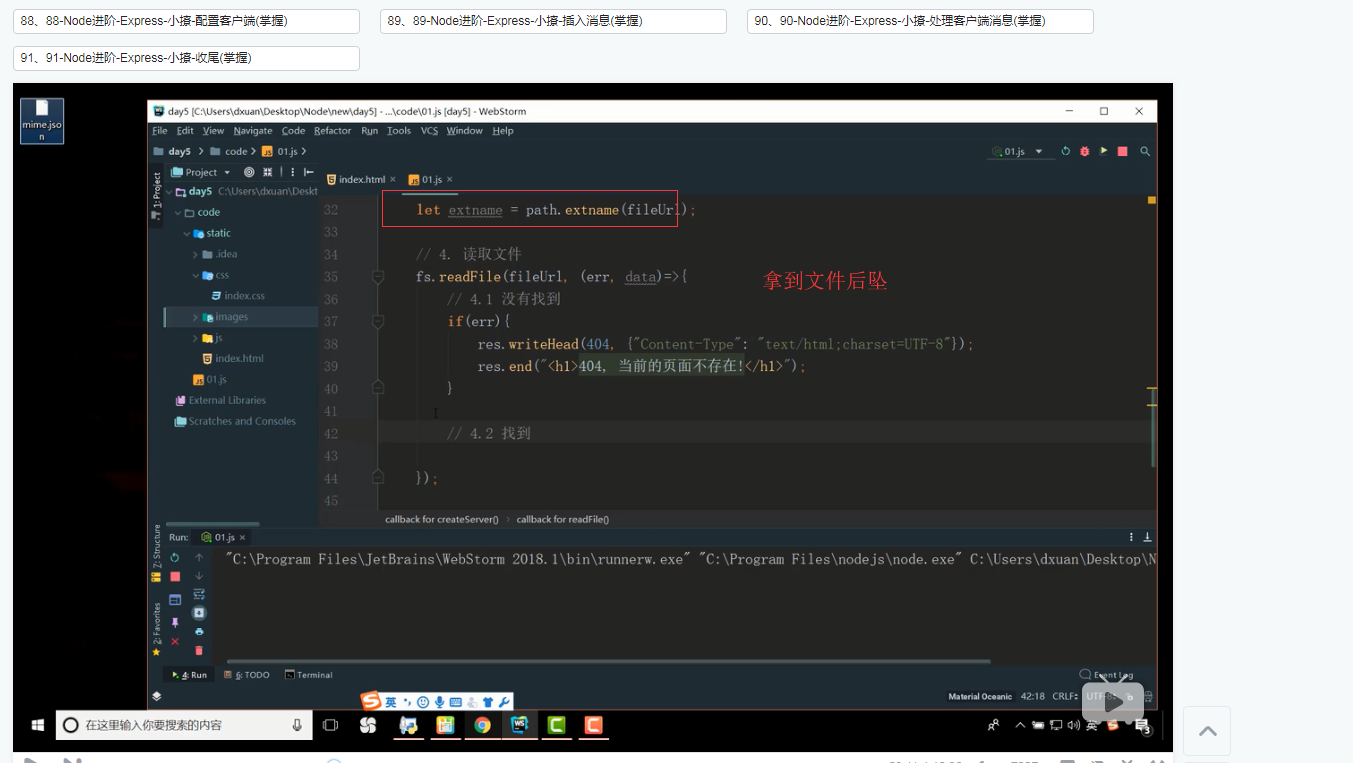 88、88-Node进阶-Express-小撩-配置客户端(掌握)
89、89-Node进阶-Express-小撩-插入消息(掌握)
90、90-Node进阶-Express-小撩-处理客户端消息(掌握)
91、91-Node进阶-Express-小撩-收尾(掌握)
mime.jso
n
day5 [C:\Users\dxuan\Desktop\Node\new\day5] - ...\code\01.js [day5] - WebStorm
File Edit View Navigate Code Refactor Run Tools VCS Window Help
day5 code 01.js
01.js
1: Project
Project
index.html
01.js
day5 C:\Users\dxuan\Deskt
code
static
.idea
css
index.css
images
js
index.html
01.js
External Libraries
Scratches and Consoles
32 let extname = path.extname(fileUrl);
33
34 // 4. 读取文件
35 fs.readFile(fileUrl, (err, data)=>{
拿到文件后坠
36 // 4.1 没有找到
37 if(err){
38 res.writeHead(404, {"Content-Type": "text/html;charset=UTF-8"});
39 res.end("<h1>404, 当前的页面不存在!</h1>");
40 }
41
42 // 4.2 找到
43
44 });
45
callback for createServer() callback for readFile()
Run: 01.js
"C:\Program Files\JetBrains\WebStorm 2018.1\bin\runnerw.exe" "C:\Program Files\nodejs\node.exe" C:\Users\dxuan\Desktop\N
Z: Structure
2: Favorites
4: Run 6: TODO Terminal
Event Log
Material Oceanic 42:18 CRLF UTF-8
英
在这里输入你要搜索的内容
英
3